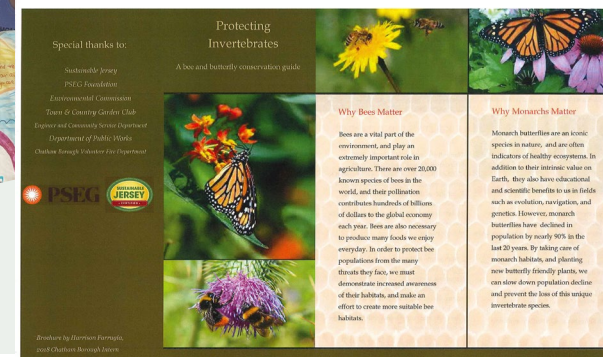 Special thanks to:
Sustainable Jersey
PSEG Foundation
Environmental Commission
Town & Country Garden Club
Engineer and Community Service Department
Department of Public Works
Chatham Borough Volunteer Fire Department
PSEG
SUSTAINABLE
JERSEY
CERTIFIED
Brochure by Harrison Farrugia,
2018 Chatham Borough Intern
Protecting
Invertebrates
A bee and butterfly conservation guide
Why Bees Matter
Bees are a vital part of the
environment, and play an
extremely important role in
agriculture. There are over 20,000
known species of bees in the
world, and their pollination
contributes hundreds of billions
of dollars to the global economy
each year. Bees are also necessary
to produce many foods we enjoy
everyday. In order to protect bee
populations from the many
threats they face, we must
demonstrate increased awareness
of their habitats, and make an
effort to create more suitable bee
habitats.
Why Monarchs Matter
Monarch butterflies are an iconic
species in nature, and are often
indicators of healthy ecosystems. In
addition to their intrinsic value on
Earth, they also have educational
and scientific benefits to us in fields
such as evolution, navigation, and
genetics. However, monarch
butterflies have declined in
population by nearly 90% in the
last 20 years. By taking care of
monarch habitats, and planting
new butterfly friendly plants, we
can slow down population decline
and prevent the loss of this unique
invertebrate species.